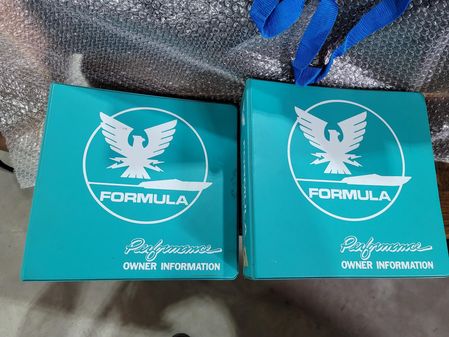 FORMULA
Performance
OWNER INFORMATION
FORMULA
Performance
OWNER INFORMATION